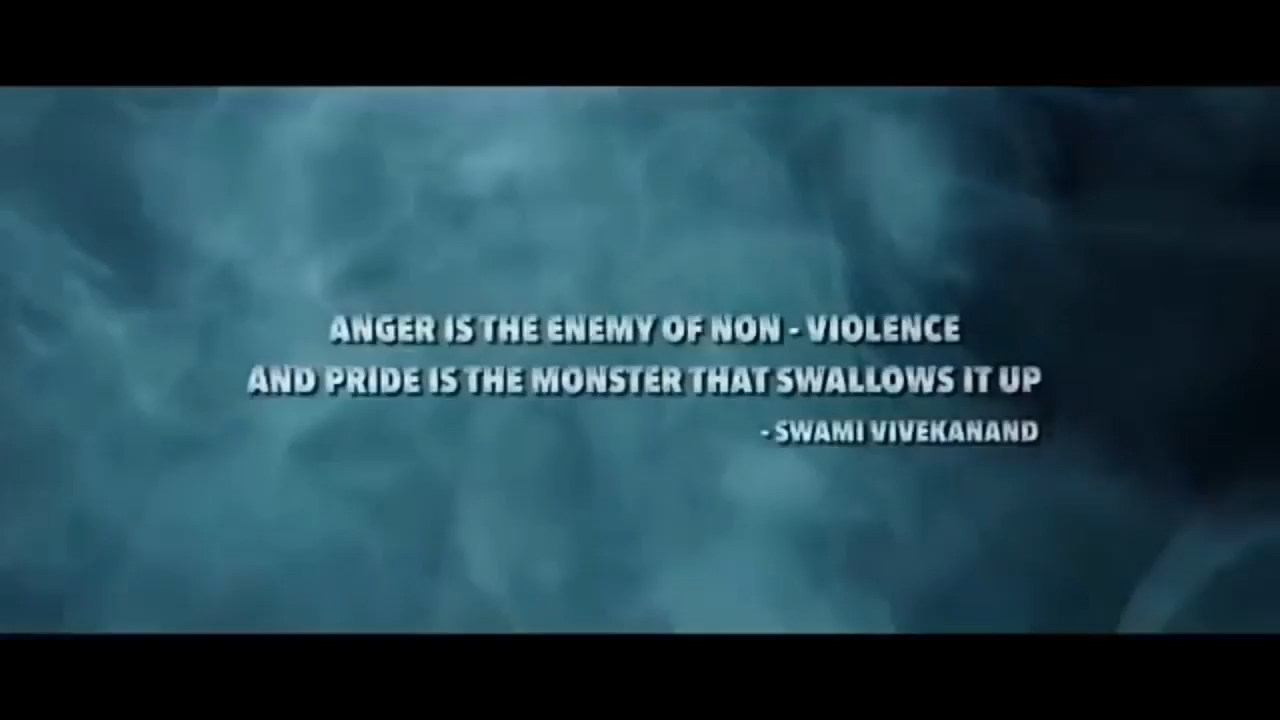 ANGER IS THE ENEMY OF NON - VIOLENCE
AND PRIDE IS THE MONSTER THAT SWALLOWS IT UP
- SWAMI VIVEKANAND